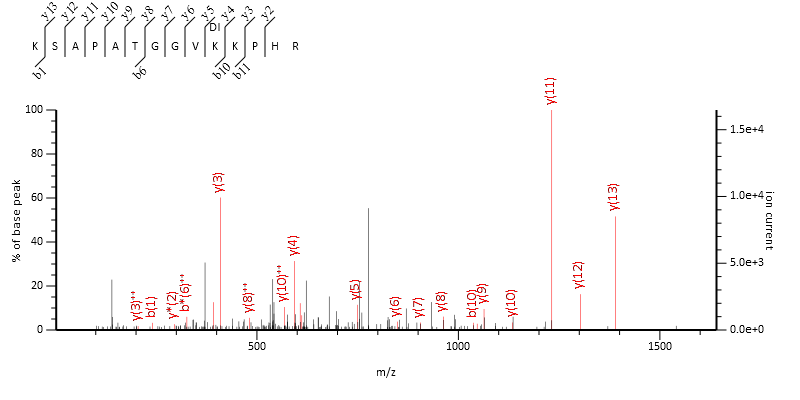 y13 y12 y11 y10 y9 y8 y7 y6 y5 y4 y3 y2
DI
K S A P A T G G V K K P H R
b1 b6 b10 b11
y(11)
100 1.5e+4
80
y(3) y(13)
60 1.0e+4
% of base peak ion current
40 y(4)
5.0e+3
20 y(3)++ b(1) y*(2) b*(6)++ y(8)++ y(10)++ y(5) y(6) y(7) y(8) b(10) y(9) y(10) y(12)
0 0.0e+0
500 1000 1500
m/z